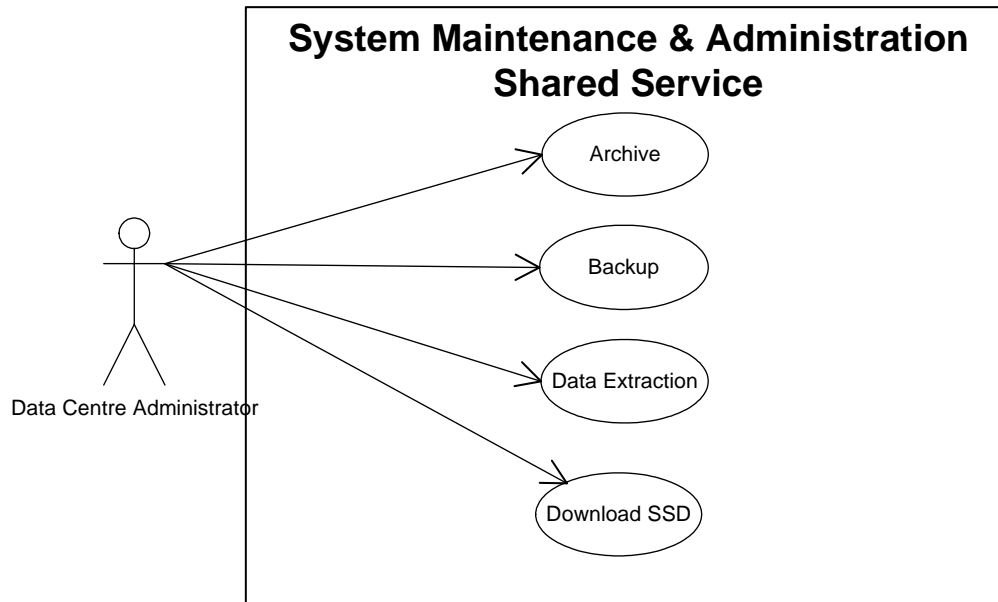 System Maintenance & Administration
Shared Service
Archive
Backup
Data Extraction
Data Centre Administrator
Download SSD